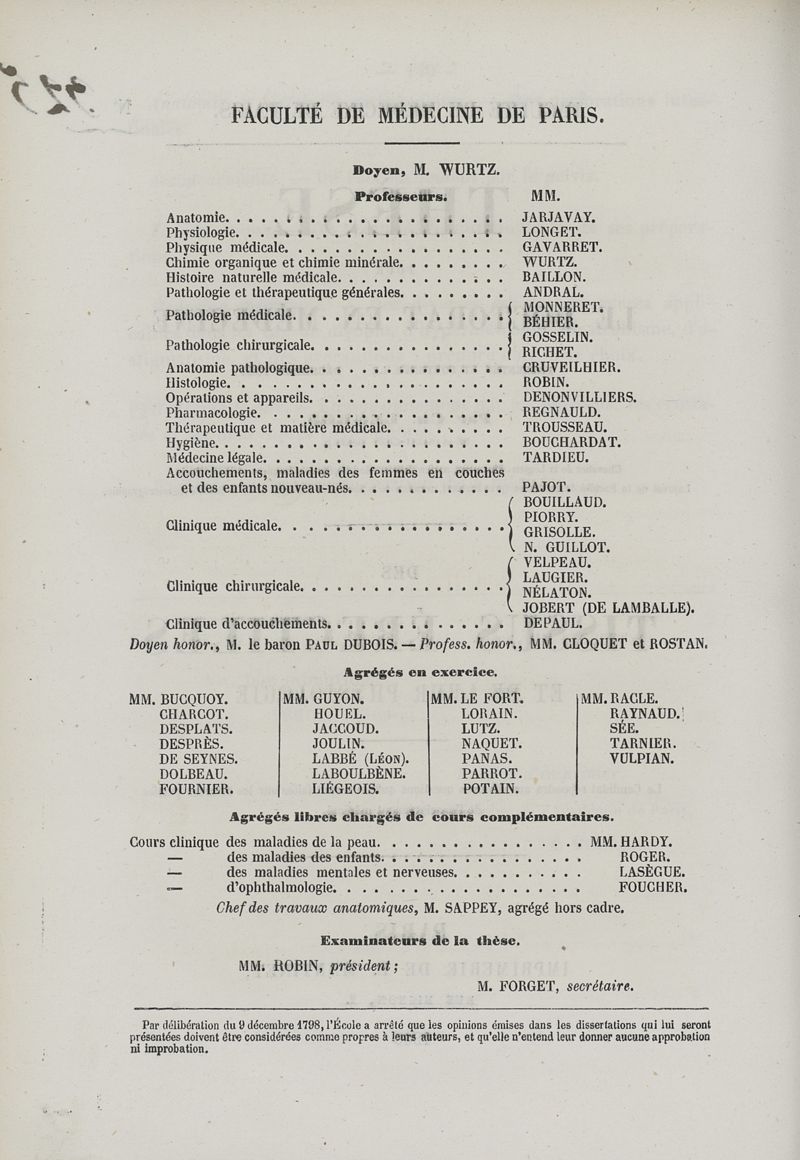 FACULTÉ DE MÉDECINE DE PARIS.
Doyen, M. WURTZ.
Professeurs. MM.
Anatomie. . . . . . . . . . . . . . . . . . . . . . . JARJAVAY.
Physiologie. . . . . . . . . . . . . . . . . . . . . . LONGET.
Physique médicale. . . . . . . . . . . . . . . . . . GAVARRET.
Chimie organique et chimie minérale. . . . . . . . . WURTZ.
Histoire naturelle médicale. . . . . . . . . . . . . . BAILLON.
Pathologie et thérapeutique générales. . . . . . . . . ANDRAL.
Pathologie médicale. . . . . . . . . . . . . . . . . . { MONNERET.
BÉHIER.
Pathologie chirurgicale. . . . . . . . . . . . . . . . { GOSSELIN.
RICHET.
Anatomie pathologique. . . . . . . . . . . . . . . . CRUVEILHIER.
Histologie. . . . . . . . . . . . . . . . . . . . . . . ROBIN.
Opérations et appareils. . . . . . . . . . . . . . . . DENONVILLIERS.
Pharmacologie. . . . . . . . . . . . . . . . . . . . REGNAULD.
Thérapeutique et matière médicale. . . . . . . . . . TROUSSEAU.
Hygiène. . . . . . . . . . . . . . . . . . . . . . . . BOUCHARDAT.
Médecine légale. . . . . . . . . . . . . . . . . . . . TARDIEU.
Accouchements, maladies des femmes en couches
et des enfants nouveau-nés. . . . . . . . . . . . . PAJOT.
Clinique médicale. . . . . . . . . . . . . . . . . . . { BOUILLAUD.
PIORRY.
GRISOLLE.
N. GUILLOT.
Clinique chirurgicale. . . . . . . . . . . . . . . . . { VELPEAU.
LAUGIER.
NÉLATON.
JOBERT (DE LAMBALLE).
Clinique d'accouchements. . . . . . . . . . . . . . . DEPAUL.
Doyen honor., M. le baron PAUL DUBOIS. — Profess. honor., MM. CLOQUET et ROSTAN.
Agrégés en exercice.
MM. BUCQUOY. MM. GUYON. MM. LE FORT. MM. RACLE.
CHARCOT. HOUEL. LORAIN. RAYNAUD.
DESPLATS. JACCOUD. LUTZ. SÉE.
DESPRÈS. JOULIN. NAQUET. TARNIER.
DE SEYNES. LABBÉ (LÉON). PANAS. VULPIAN.
DOLBEAU. LABOULBÈNE. PARROT.
FOURNIER. LIÉGEOIS. POTAIN.
Agrégés libres chargés de cours complémentaires.
Cours clinique des maladies de la peau. . . . . . . . . . . . . . . . . . MM. HARDY.
— des maladies des enfants. . . . . . . . . . . . . . . . . . ROGER.
— des maladies mentales et nerveuses. . . . . . . . . . . LASÈGUE.
— d'ophthalmologie. . . . . . . . . . . . . . . . . . . . . FOUCHER.
Chef des travaux anatomiques, M. SAPPEY, agrégé hors cadre.
Examinateurs de la thèse.
MM. ROBIN, président ;
M. FORGET, secrétaire.
Par délibération du 9 décembre 1798, l'École a arrêté que les opinions émises dans les dissertations qui lui seront
présentées doivent être considérées comme propres à leurs auteurs, et qu'elle n'entend leur donner aucune approbation
ni improbation.